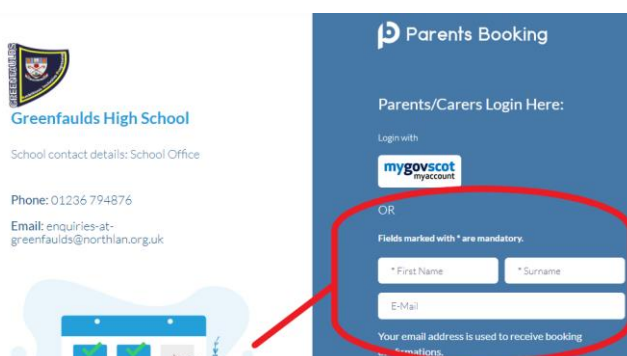 GREENFAULDS
Greenfaulds High School
School contact details: School Office
Phone: 01236 794876
Email: enquiries-at-
greenfaulds@northlan.org.uk
Parents Booking
Parents/Carers Login Here:
Login with
mygovscot
myaccount
OR
Fields marked with * are mandatory.
* First Name
* Surname
E-Mail
Your email address is used to receive booking
confirmations.